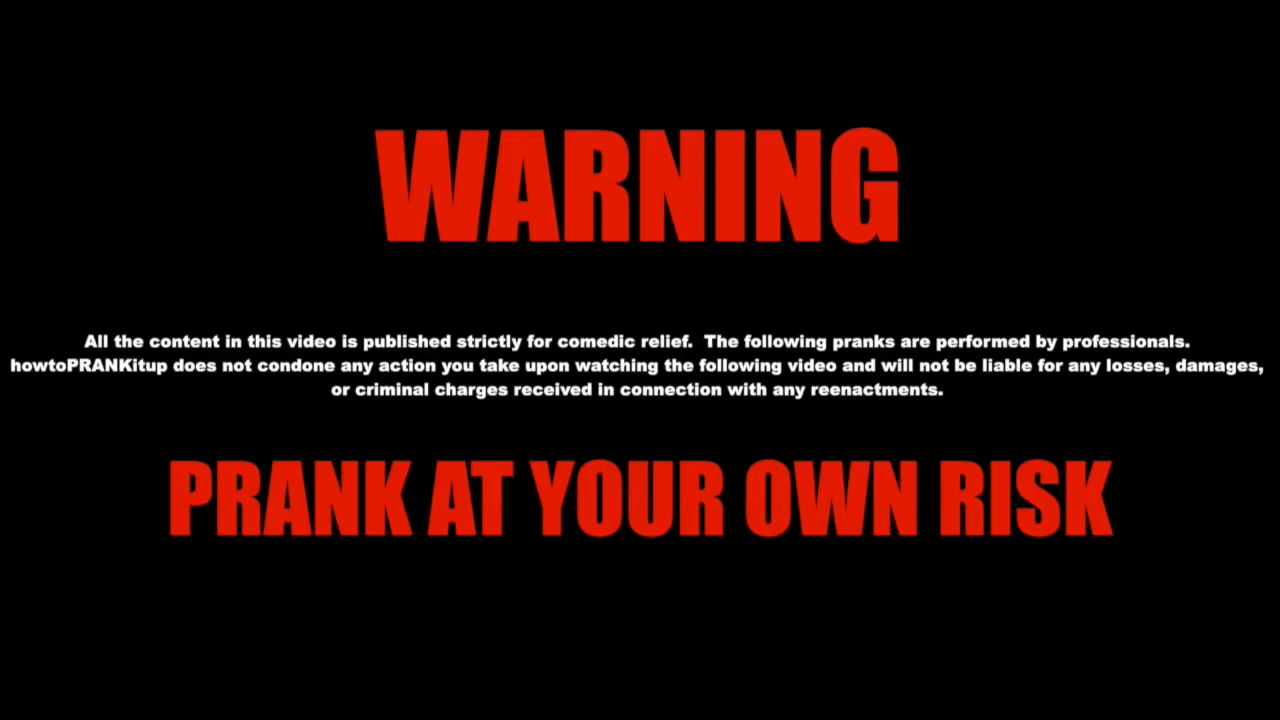 WARNING
All the content in this video is published strictly for comedic relief.  The following pranks are performed by professionals.
howtoPRANKitup does not condone any action you take upon watching the following video and will not be liable for any losses, damages,
or criminal charges received in connection with any reenactments.
PRANK AT YOUR OWN RISK